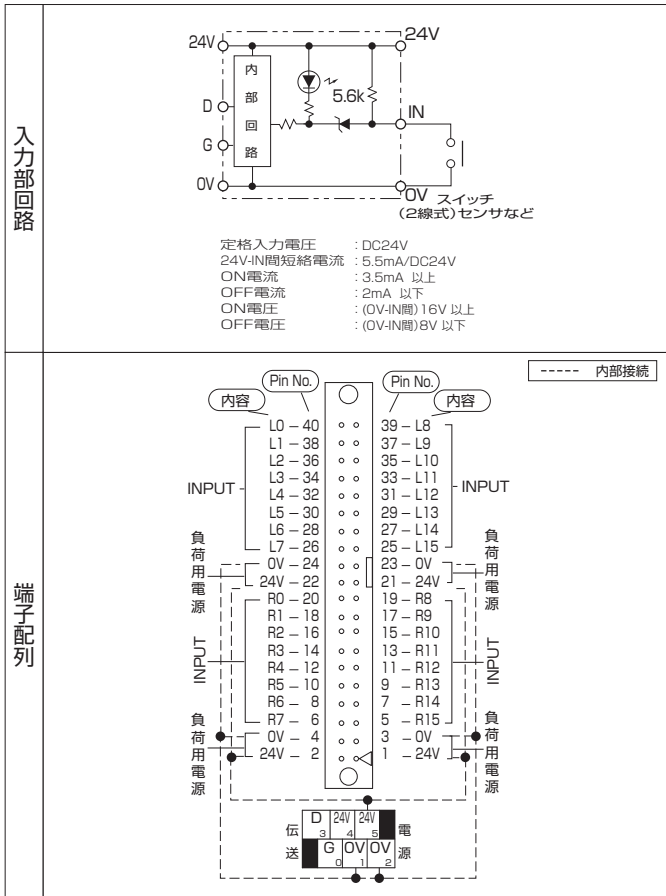 入力部回路
24V
24V
内部回路
5.6k
D
IN
G
0V
0V
スイッチ
(2線式)センサなど
定格入力電圧 : DC24V
24V-IN間短絡電流 : 5.5mA/DC24V
ON電流 : 3.5mA 以上
OFF電流 : 2mA 以下
ON電圧 : (0V-IN間)16V 以上
OFF電圧 : (0V-IN間)8V 以下
端子配列
----- 内部接続
Pin No. Pin No.
内容 内容
L0 – 40 39 – L8
L1 – 38 37 – L9
L2 – 36 35 – L10
L3 – 34 33 – L11
INPUT L4 – 32 31 – L12 INPUT
L5 – 30 29 – L13
L6 – 28 27 – L14
L7 – 26 25 – L15
負荷用電源 0V – 24 23 – 0V 負荷用電源
24V – 22 21 – 24V
R0 – 20 19 – R8
R1 – 18 17 – R9
R2 – 16 15 – R10
R3 – 14 13 – R11
INPUT R4 – 12 11 – R12 INPUT
R5 – 10 9 – R13
R6 – 8 7 – R14
R7 – 6 5 – R15
負荷用電源 0V – 4 3 – 0V 負荷用電源
24V – 2 1 – 24V
伝送 D 3 24V 4 24V 5 電源
G 0 0V 1 0V 2